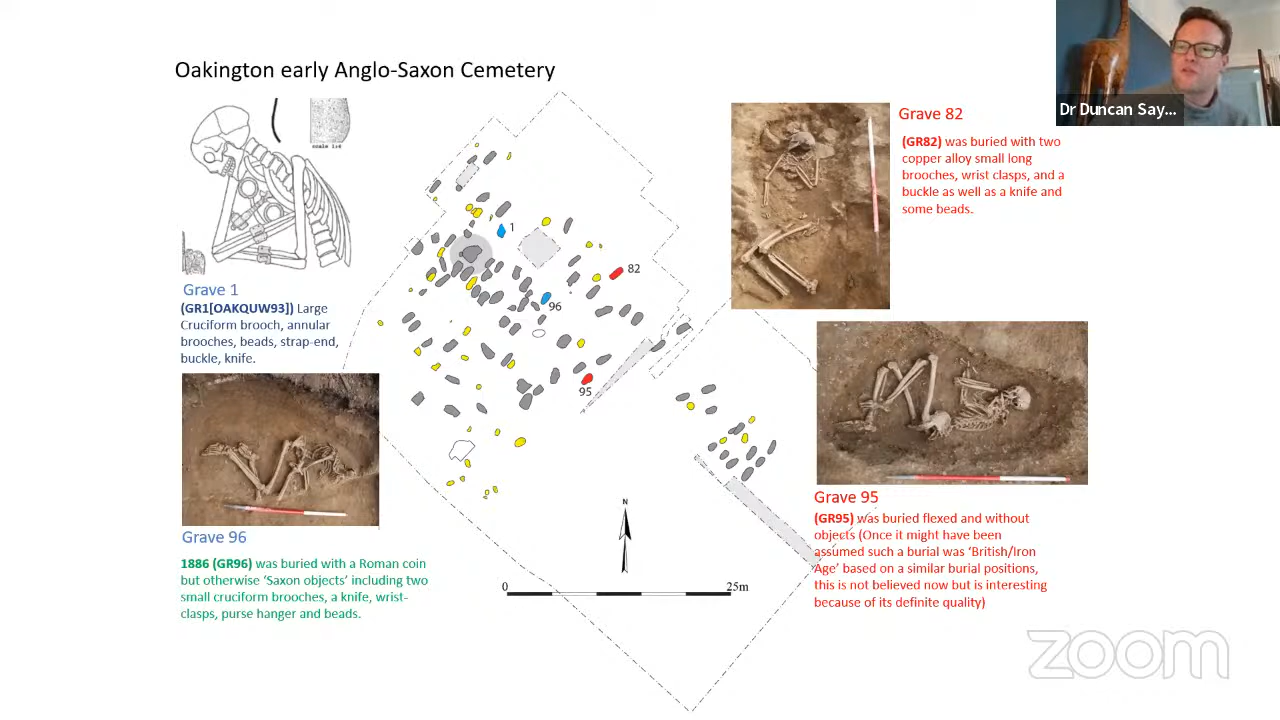 Oakington early Anglo-Saxon Cemetery
Dr Duncan Say...
scale 1:6
Grave 1
(GR1[OAKQUW93]) Large
Cruciform brooch, annular
brooches, beads, strap-end,
buckle, knife.
Grave 96
1886 (GR96) was buried with a Roman coin
but otherwise ‘Saxon objects’ including two
small cruciform brooches, a knife, wrist-
clasps, purse hanger and beads.
1
82
96
95
N
0
25m
Grave 82
(GR82) was buried with two
copper alloy small long
brooches, wrist clasps, and a
buckle as well as a knife and
some beads.
Grave 95
(GR95) was buried flexed and without
objects (Once it might have been
assumed such a burial was ‘British/Iron
Age’ based on a similar burial positions,
this is not believed now but is interesting
because of its definite quality)
zoom